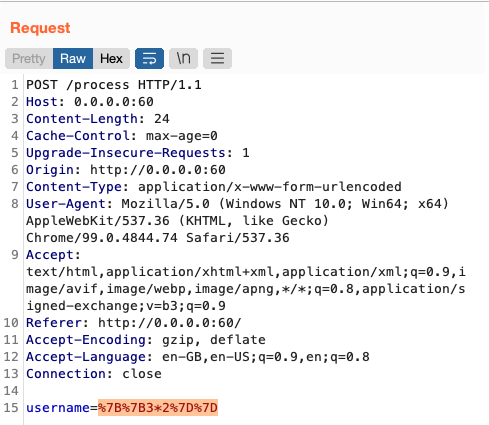 Request
Pretty Raw Hex \n
1 POST /process HTTP/1.1
2 Host: 0.0.0.0:60
3 Content-Length: 24
4 Cache-Control: max-age=0
5 Upgrade-Insecure-Requests: 1
6 Origin: http://0.0.0.0:60
7 Content-Type: application/x-www-form-urlencoded
8 User-Agent: Mozilla/5.0 (Windows NT 10.0; Win64; x64)
AppleWebKit/537.36 (KHTML, like Gecko)
Chrome/99.0.4844.74 Safari/537.36
9 Accept:
text/html,application/xhtml+xml,application/xml;q=0.9,i
mage/avif,image/webp,image/apng,*/*;q=0.8,application/s
igned-exchange;v=b3;q=0.9
10 Referer: http://0.0.0.0:60/
11 Accept-Encoding: gzip, deflate
12 Accept-Language: en-GB,en-US;q=0.9,en;q=0.8
13 Connection: close
14
15 username=%7B%7B3*2%7D%7D